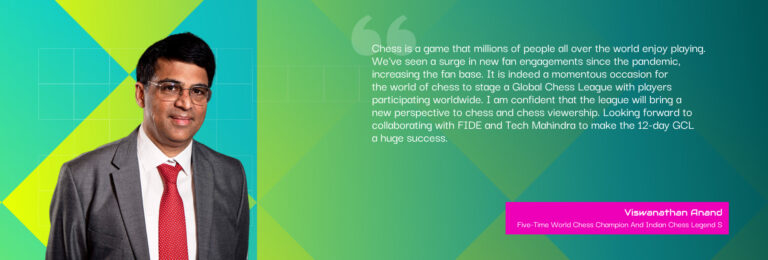 Chess is a game that millions of people all over the world enjoy playing.
We've seen a surge in new fan engagements since the pandemic,
increasing the fan base. It is indeed a momentous occasion for
the world of chess to stage a Global Chess League with players
participating worldwide. I am confident that the league will bring a
new perspective to chess and chess viewership. Looking forward to
collaborating with FIDE and Tech Mahindra to make the 12-day GCL
a huge success.
Viswanathan Anand
Five-Time World Chess Champion And Indian Chess Legend S